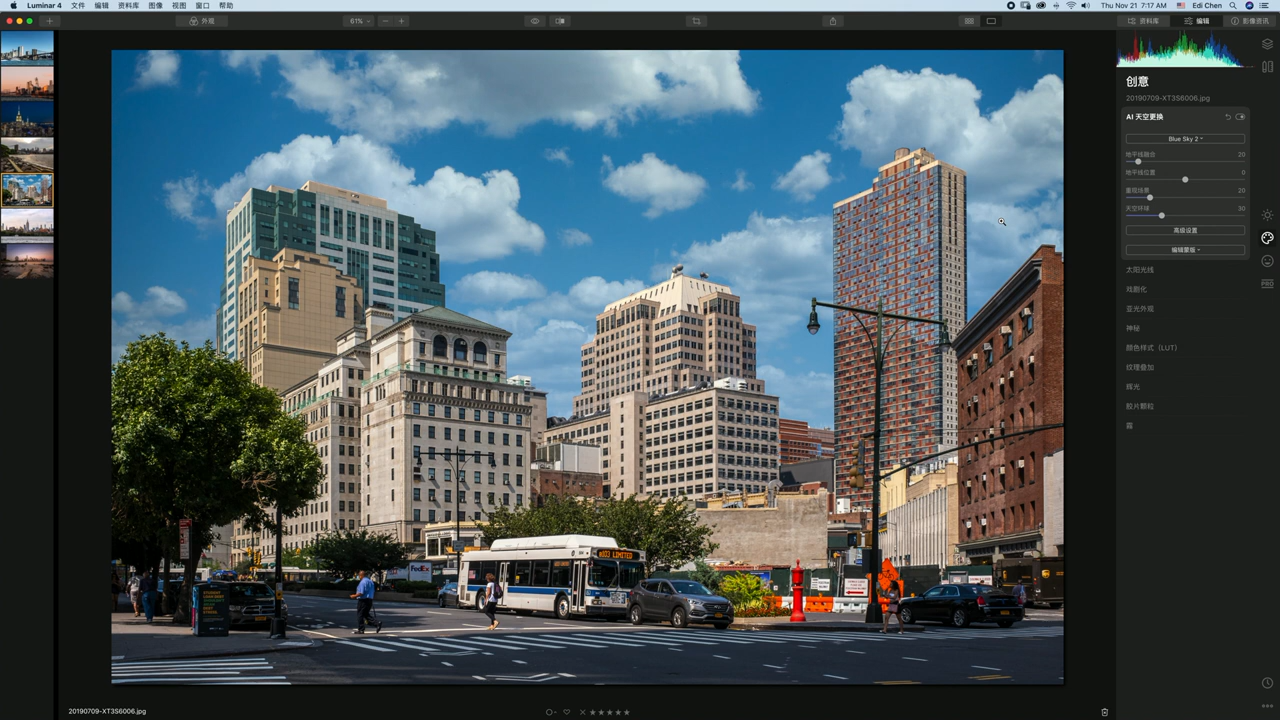 Luminar 4 文件 编辑 资料库 图像 视图 窗口 帮助
Thu Nov 21 7:17 AM Edi Chen
外观
61%
资料库 编辑 影像资讯
创意
20190709-XT3S6006.jpg
AI 天空更换
Blue Sky 2
地平线融合 20
地平线位置 0
重现场景 20
天空环境 30
高级设置
编辑蒙版
太阳光线
戏剧化
亚光外观
神秘
颜色样式（LUT）
纹理叠加
辉光
胶片颗粒
雾
PRO
LIMITED
FedEx
20190709-XT3S6006.jpg